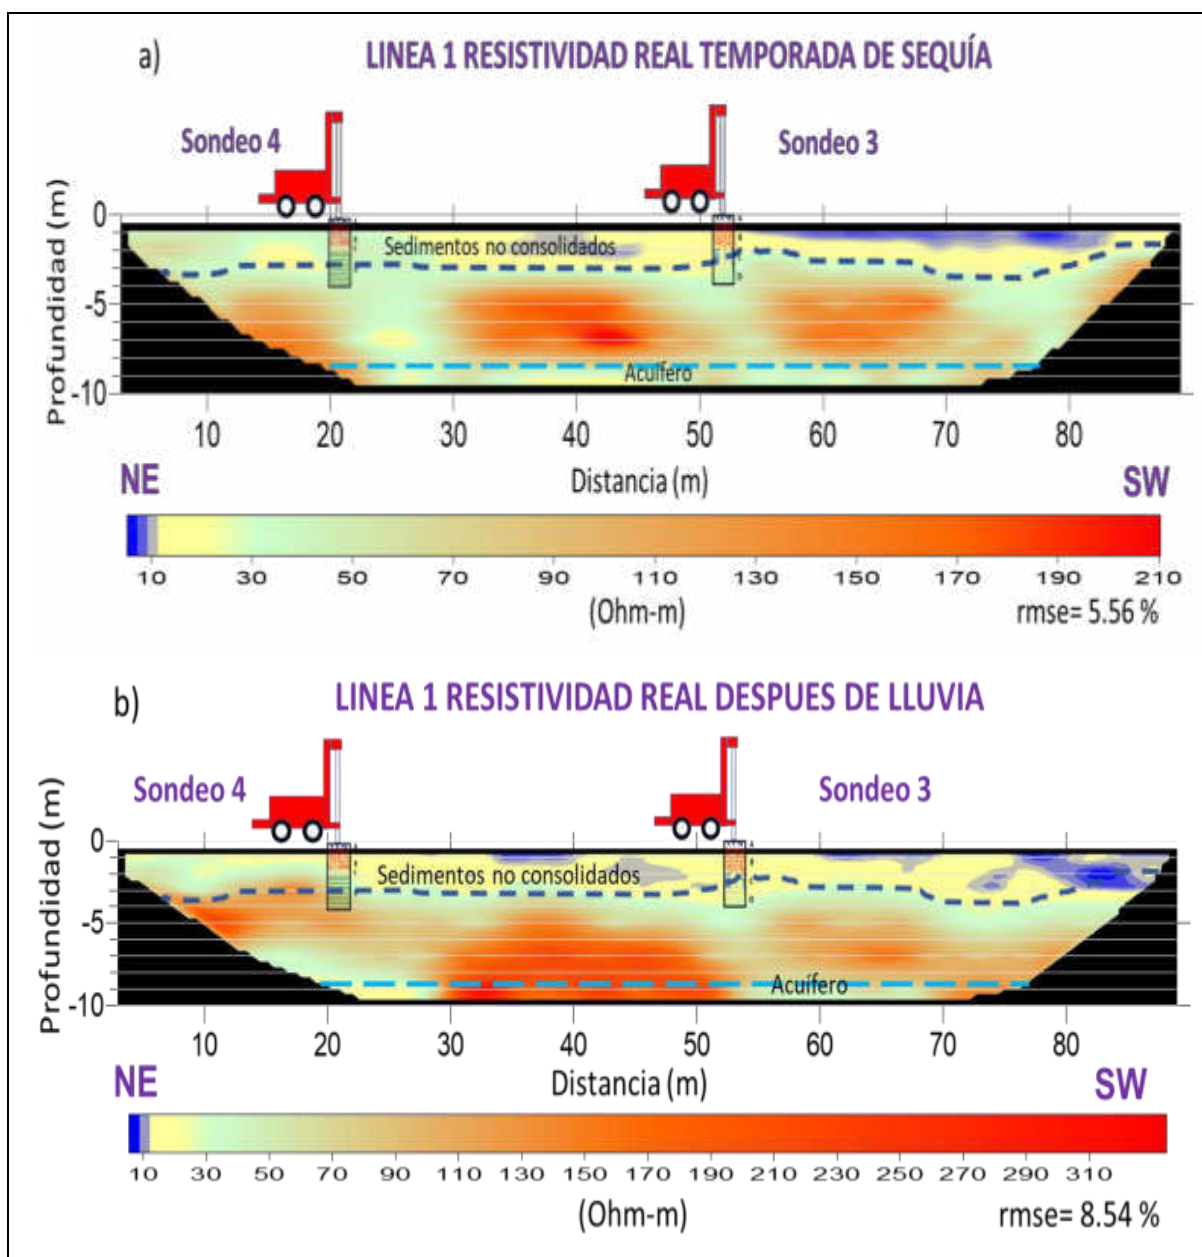 a) LINEA 1 RESISTIVIDAD REAL TEMPORADA DE SEQUÍA
Sondeo 4 Sondeo 3
Profundidad (m)
0
-5
-10
Sedimentos no consolidados
Acuífero
10 20 30 40 50 60 70 80
Distancia (m)
NE SW
10 30 50 70 90 110 130 150 170 190 210
(Ohm-m)
rmse= 5.56 %
b) LINEA 1 RESISTIVIDAD REAL DESPUES DE LLUVIA
Sondeo 4 Sondeo 3
Profundidad (m)
0
-5
-10
Sedimentos no consolidados
Acuífero
10 20 30 40 50 60 70 80
Distancia (m)
NE SW
10 30 50 70 90 110 130 150 170 190 210 230 250 270 290 310
(Ohm-m)
rmse= 8.54 %